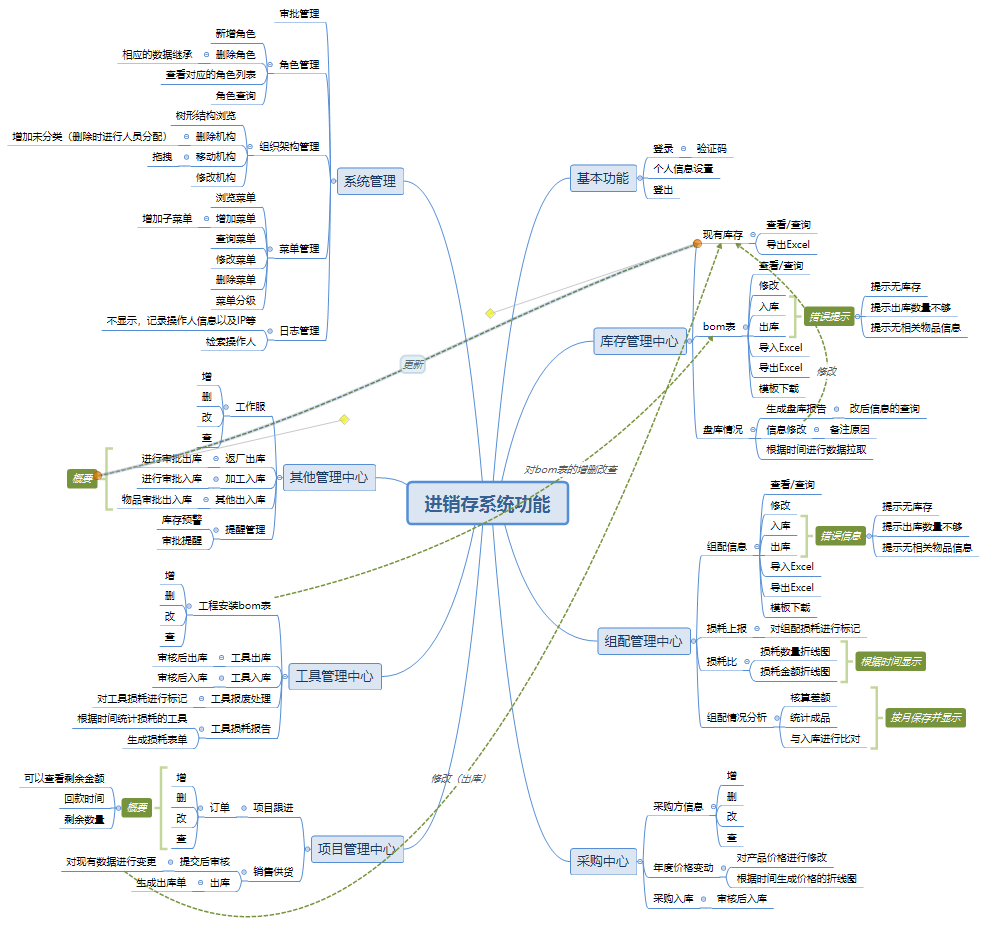 进销存系统功能
系统管理
审批管理
角色管理
新增角色
删除角色
相应的数据继承
查看对应的角色列表
角色查询
组织架构管理
树形结构浏览
删除机构
增加未分类（删除时进行人员分配）
移动机构
拖拽
修改机构
菜单管理
浏览菜单
增加菜单
增加子菜单
查询菜单
修改菜单
删除菜单
菜单分级
日志管理
不显示，记录操作人信息以及IP等
检索操作人
其他管理中心
工作服
增
删
改
查
返厂出库
进行审批出库
加工入库
进行审批入库
其他出入库
物品审批出入库
概要
提醒管理
库存预警
审批提醒
工具管理中心
工程安装bom表
增
删
改
查
工具出库
审核后出库
工具入库
审核后入库
工具报废处理
对工具损耗进行标记
工具损耗报告
根据时间统计损耗的工具
生成损耗表单
项目管理中心
项目跟进
订单
增
删
改
查
概要
可以查看剩余金额
回款时间
剩余数量
销售供货
提交后审核
对现有数据进行变更
出库
生成出库单
基本功能
登录
验证码
个人信息设置
登出
库存管理中心
现有库存
查看/查询
导出Excel
bom表
查看/查询
修改
入库
出库
导入Excel
导出Excel
模板下载
错误提示
提示无库存
提示出库数量不够
提示无相关物品信息
盘库情况
生成盘库报告
改后信息的查询
信息修改
备注原因
根据时间进行数据拉取
组配管理中心
组配信息
查看/查询
修改
入库
出库
导入Excel
导出Excel
模板下载
错误信息
提示无库存
提示出库数量不够
提示无相关物品信息
损耗上报
对组配损耗进行标记
损耗比
损耗数量折线图
损耗金额折线图
根据时间显示
组配情况分析
核算差额
统计成品
与入库进行比对
按月保存并显示
采购中心
采购方信息
增
删
改
查
年度价格变动
对产品价格进行修改
根据时间生成价格的折线图
采购入库
审核后入库
更新
修改
对bom表的增删改查
修改（出库）